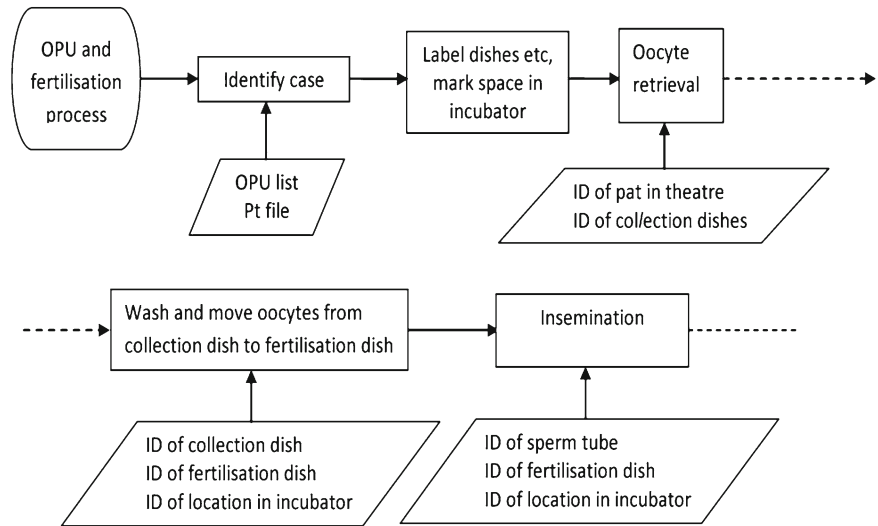 OPU and
fertilisation
process
Identify case
Label dishes etc,
mark space in
incubator
Oocyte
retrieval
OPU list
Pt file
ID of pat in theatre
ID of col/ection dishes
Wash and move oocytes from
collection dish to fertilisation dish
Insemination
ID of collection dish
ID of fertilisation dish
ID of location in incubator
ID of sperm tube
ID of fertilisation dish
ID of location in incubator